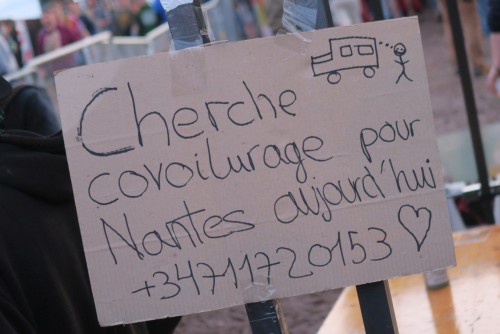 Cherche
covoiturage pour
Nantes aujourd'hui
+34711720153